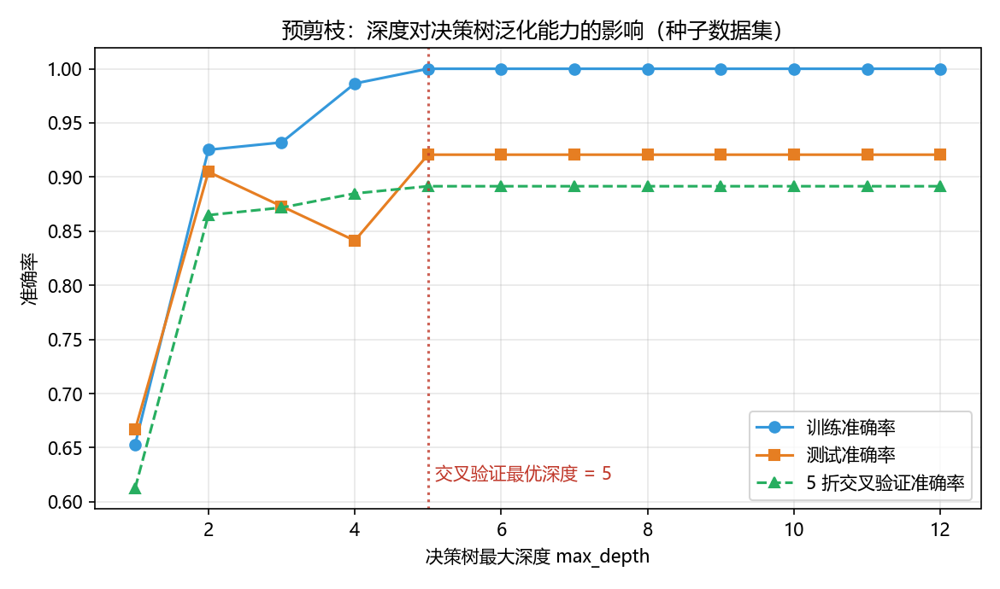 预剪枝：深度对决策树泛化能力的影响（种子数据集）
准确率
1.00
0.95
0.90
0.85
0.80
0.75
0.70
0.65
0.60
交叉验证最优深度 = 5
训练准确率
测试准确率
5 折交叉验证准确率
2 4 6 8 10 12
决策树最大深度 max_depth